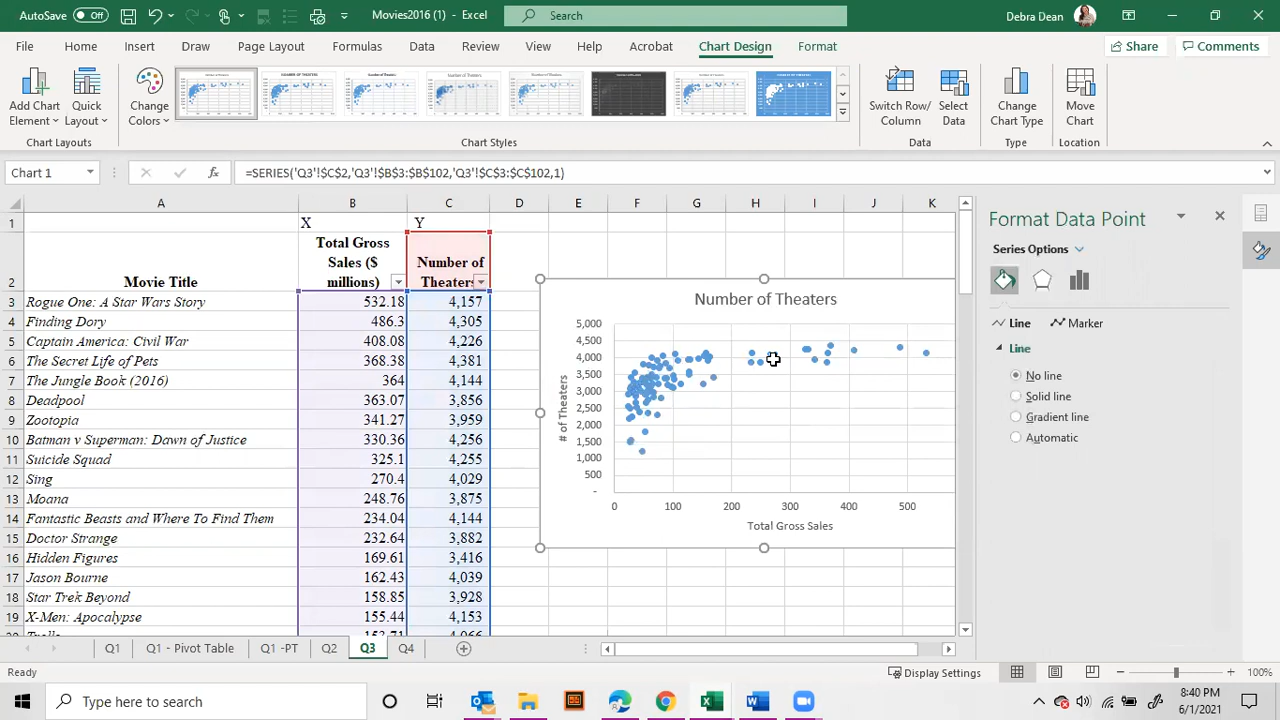 AutoSave Off Movies2016 (1) - Excel Search Debra Dean
File Home Insert Draw Page Layout Formulas Data Review View Help Acrobat Chart Design Format Share Comments
Add Chart Element Quick Layout Change Colors Switch Row/Column Select Data Change Chart Type Move Chart
Chart Layouts Chart Styles Data Type Location
Chart 1 fx =SERIES('Q3'!$C$2,'Q3'!$B$3:$B$102,'Q3'!$C$3:$C$102,1)
A B C D E F G H I J K
1 X Y
2 Movie Title Total Gross Sales ($ millions) Number of Theaters
3 Rogue One: A Star Wars Story 532.18 4,157
4 Finding Dory 486.3 4,305
5 Captain America: Civil War 408.08 4,226
6 The Secret Life of Pets 368.38 4,381
7 The Jungle Book (2016) 364 4,144
8 Deadpool 363.07 3,856
9 Zootopia 341.27 3,959
10 Batman v Superman: Dawn of Justice 330.36 4,256
11 Suicide Squad 325.1 4,255
12 Sing 270.4 4,029
13 Moana 248.76 3,875
14 Fantastic Beasts and Where To Find Them 234.04 4,144
15 Doctor Strange 232.64 3,882
16 Hidden Figures 169.61 3,416
17 Jason Bourne 162.43 4,039
18 Star Trek Beyond 158.85 3,928
19 X-Men: Apocalypse 155.44 4,153
Number of Theaters
5,000
4,500
4,000
3,500
3,000
2,500
2,000
1,500
1,000
500
-
# of Theaters
0 100 200 300 400 500
Total Gross Sales
Format Data Point
Series Options
Line Marker
Line
No line
Solid line
Gradient line
Automatic
Q1 Q1 - Pivot Table Q1 -PT Q2 Q3 Q4
Ready Display Settings 100%
Type here to search
8:40 PM
6/1/2021